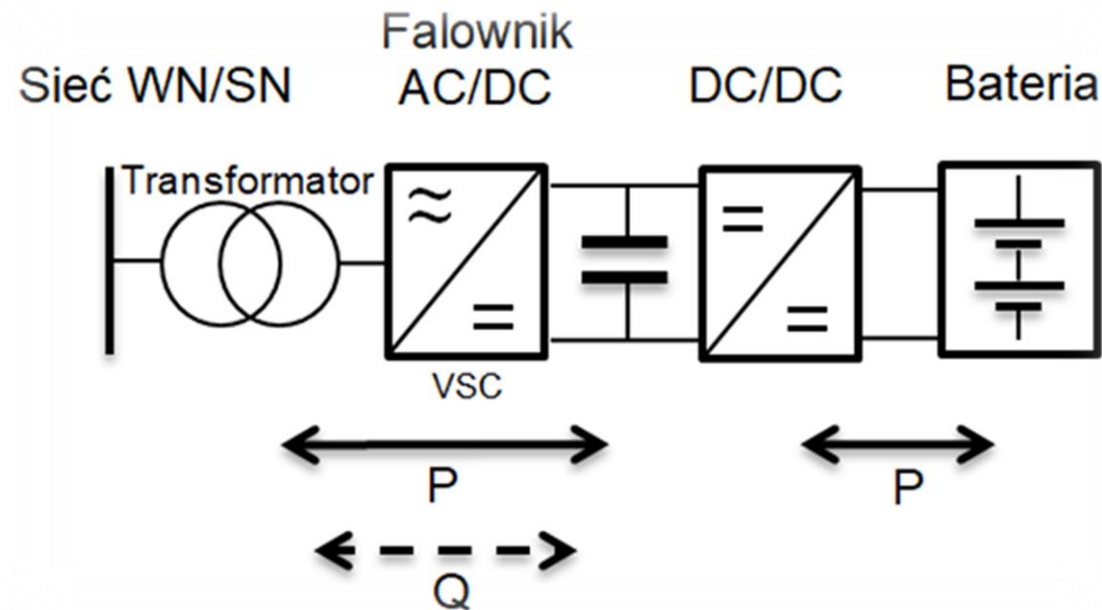 Falownik
Sieć WN/SN AC/DC DC/DC Bateria
Transformator
VSC
P P
Q